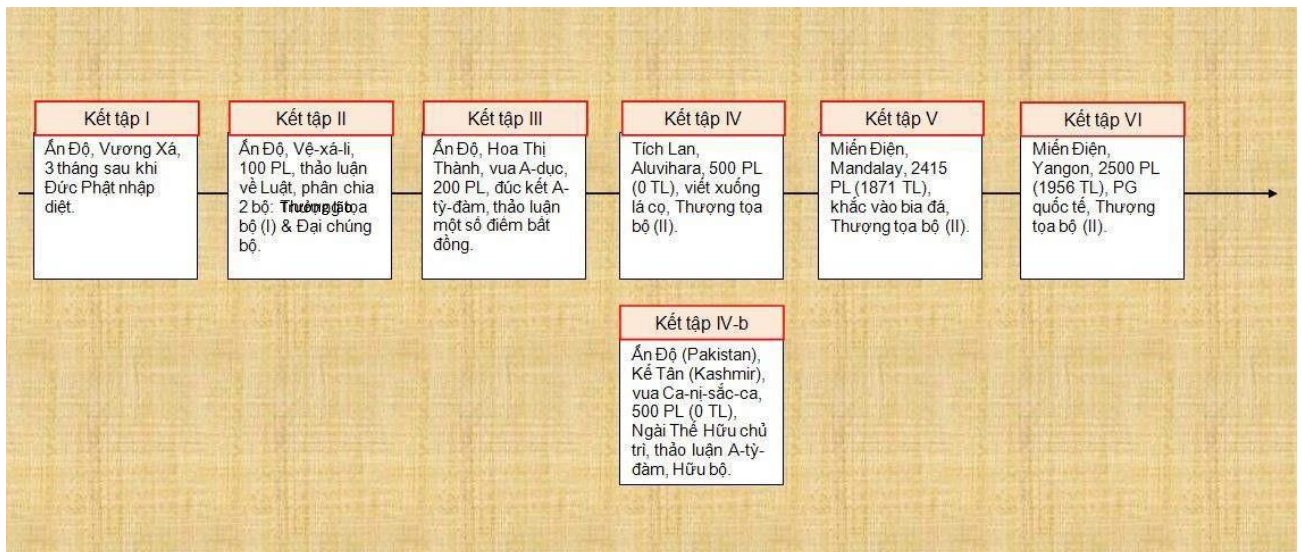 Kết tập I
Ấn Độ, Vương Xá,
3 tháng sau khi
Đức Phật nhập
diệt.
Kết tập II
Ấn Độ, Vệ-xá-li,
100 PL, thảo luận
về Luật, phân chia
2 bộ: tọa
bộ (I) & Đại chúng
bộ.
Kết tập III
Ấn Độ, Hoa Thị
Thành, vua A-dục,
200 PL, đúc kết A-
tỳ-đàm, thảo luận
một số điểm bất
đồng.
Kết tập IV
Tích Lan,
Aluvihara, 500 PL
(0 TL), viết xuống
lá cọ, Thượng tọa
bộ (II).
Kết tập V
Miến Điện,
Mandalay, 2415
PL (1871 TL),
khắc vào bia đá,
Thượng tọa bộ (II).
Kết tập VI
Miến Điện,
Yangon, 2500 PL
(1956 TL), PG
quốc tế, Thượng
tọa bộ (II).
Kết tập IV-b
Ấn Độ (Pakistan),
Kế Tân (Kashmir),
vua Ca-nị-sắc-ca,
500 PL (0 TL),
Ngài Thế Hữu chủ
trì, thảo luận A-tỳ-
đàm, Hữu bộ.